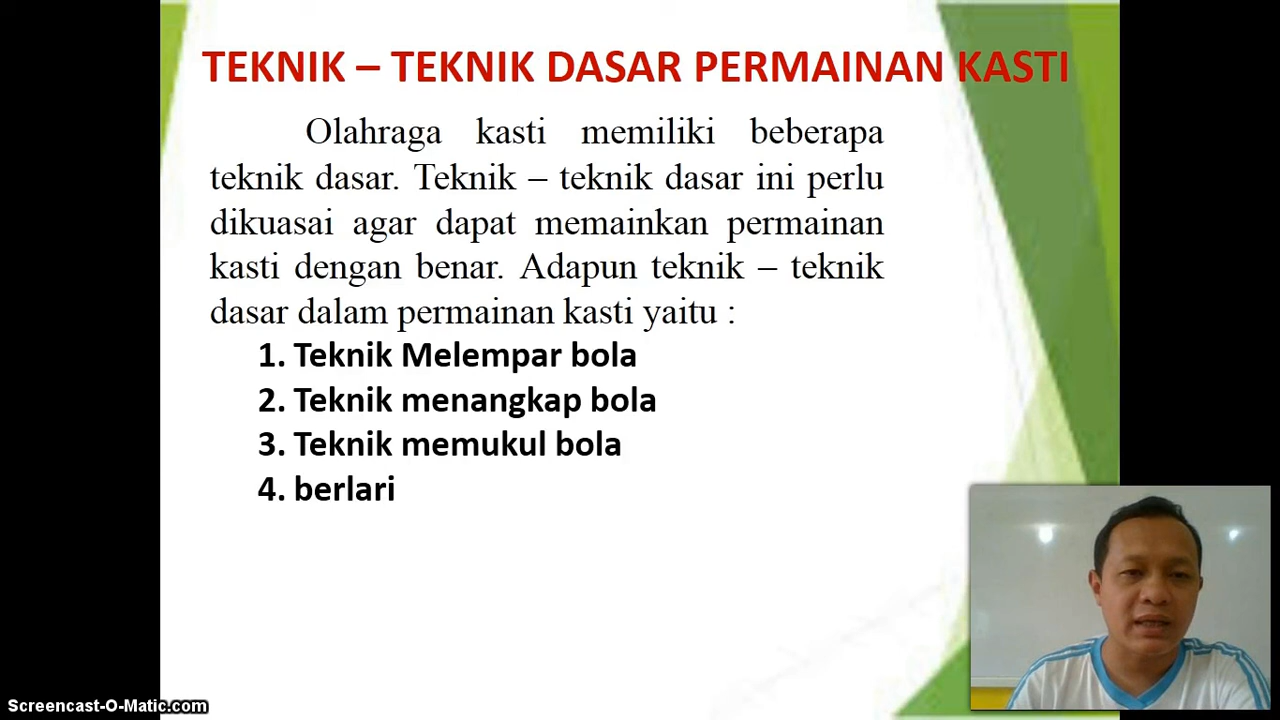 TEKNIK – TEKNIK DASAR PERMAINAN KASTI
Olahraga kasti memiliki beberapa
teknik dasar. Teknik – teknik dasar ini perlu
dikuasai agar dapat memainkan permainan
kasti dengan benar. Adapun teknik – teknik
dasar dalam permainan kasti yaitu :
1. Teknik Melempar bola
2. Teknik menangkap bola
3. Teknik memukul bola
4. berlari
Screencast-O-Matic.com